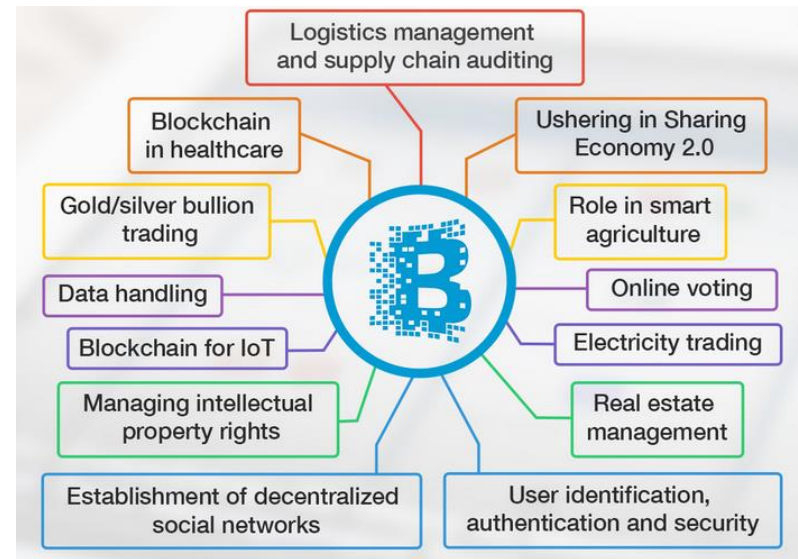 Logistics management
and supply chain auditing
Blockchain
in healthcare
Ushering in Sharing
Economy 2.0
Gold/silver bullion
trading
Role in smart
agriculture
Data handling
Online voting
Blockchain for IoT
Electricity trading
Managing intellectual
property rights
Real estate
management
Establishment of decentralized
social networks
User identification,
authentication and security
B